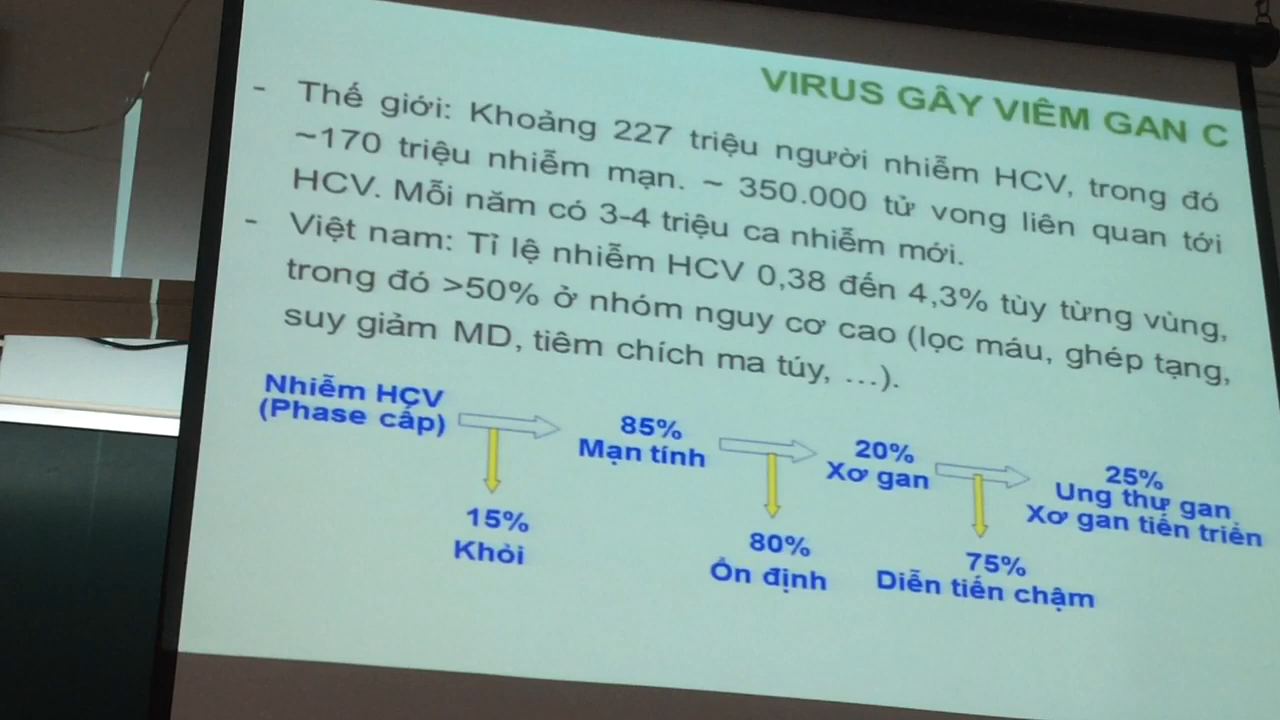 VIRUS GÂY VIÊM GAN C
- Thế giới: Khoảng 227 triệu người nhiễm HCV, trong đó
~170 triệu nhiễm mạn. ~ 350.000 tử vong liên quan tới
HCV. Mỗi năm có 3-4 triệu ca nhiễm mới.
- Việt nam: Tỉ lệ nhiễm HCV 0,38 đến 4,3% tùy từng vùng,
trong đó >50% ở nhóm nguy cơ cao (lọc máu, ghép tạng,
suy giảm MD, tiêm chích ma túy, ...).
Nhiễm HCV
(Phase cấp)
85%
Mạn tính
20%
Xơ gan
25%
Ung thư gan
Xơ gan tiến triển
15%
Khỏi
80%
Ổn định
75%
Diễn tiến chậm